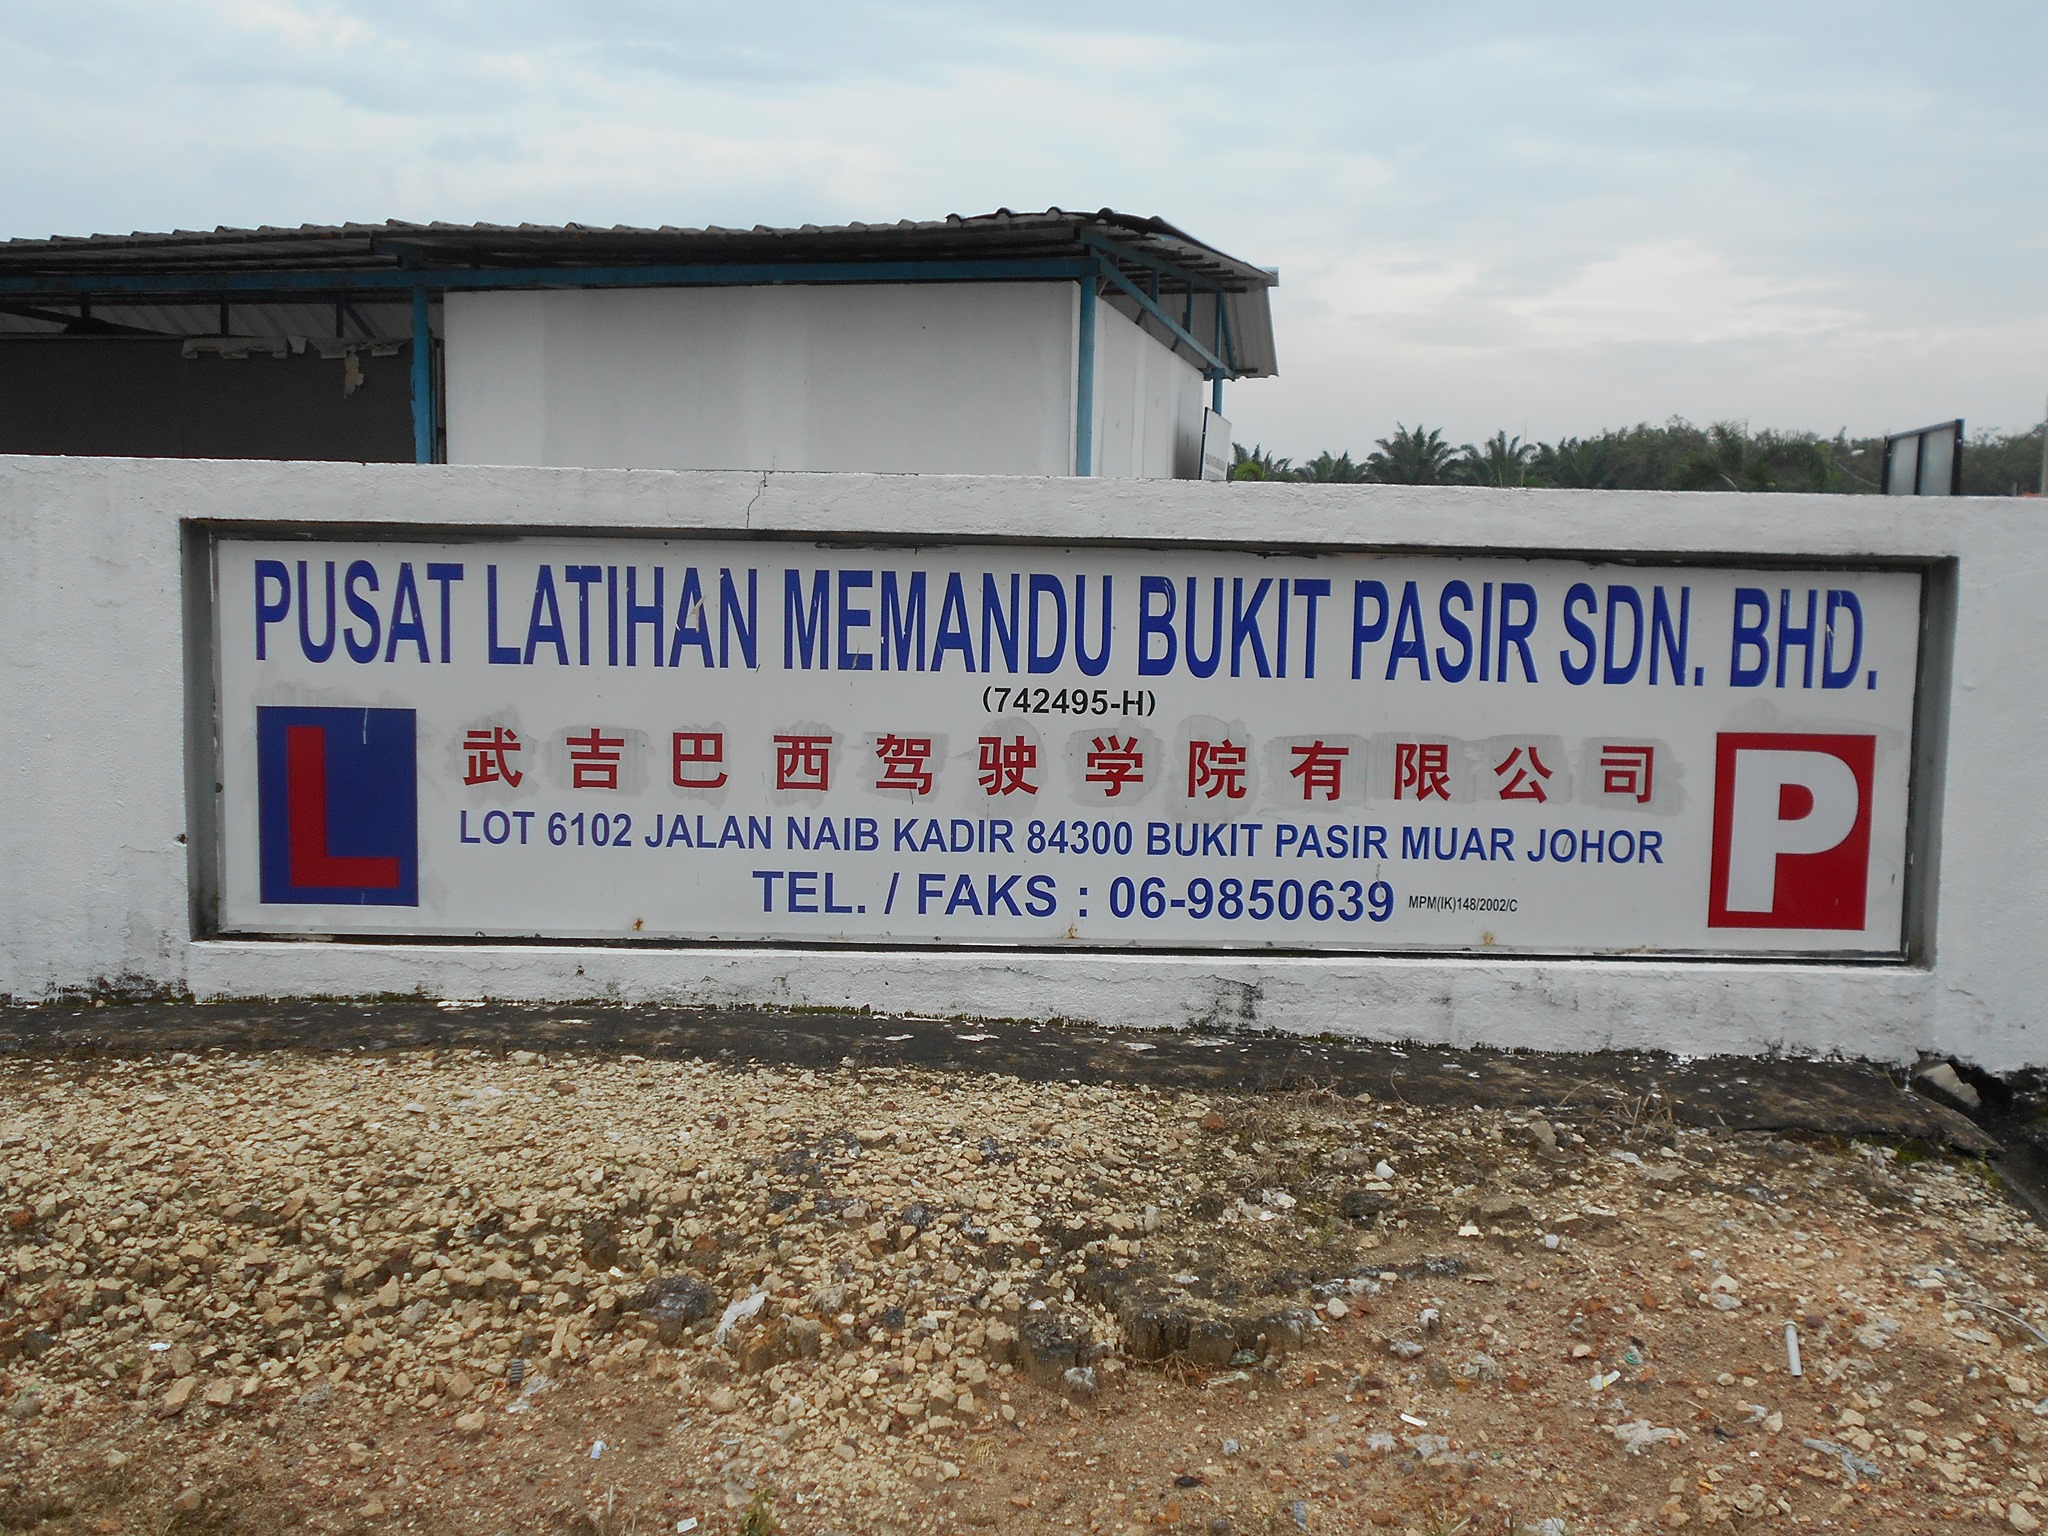 PUSAT LATIHAN MEMANDU BUKIT PASIR SDN. BHD.
(742495-H)
L
武吉巴西驾驶学院有限公司
P
LOT 6102 JALAN NAIB KADIR 84300 BUKIT PASIR MUAR JOHOR
TEL. / FAKS : 06-9850639 MPM(IK)148/2002/C